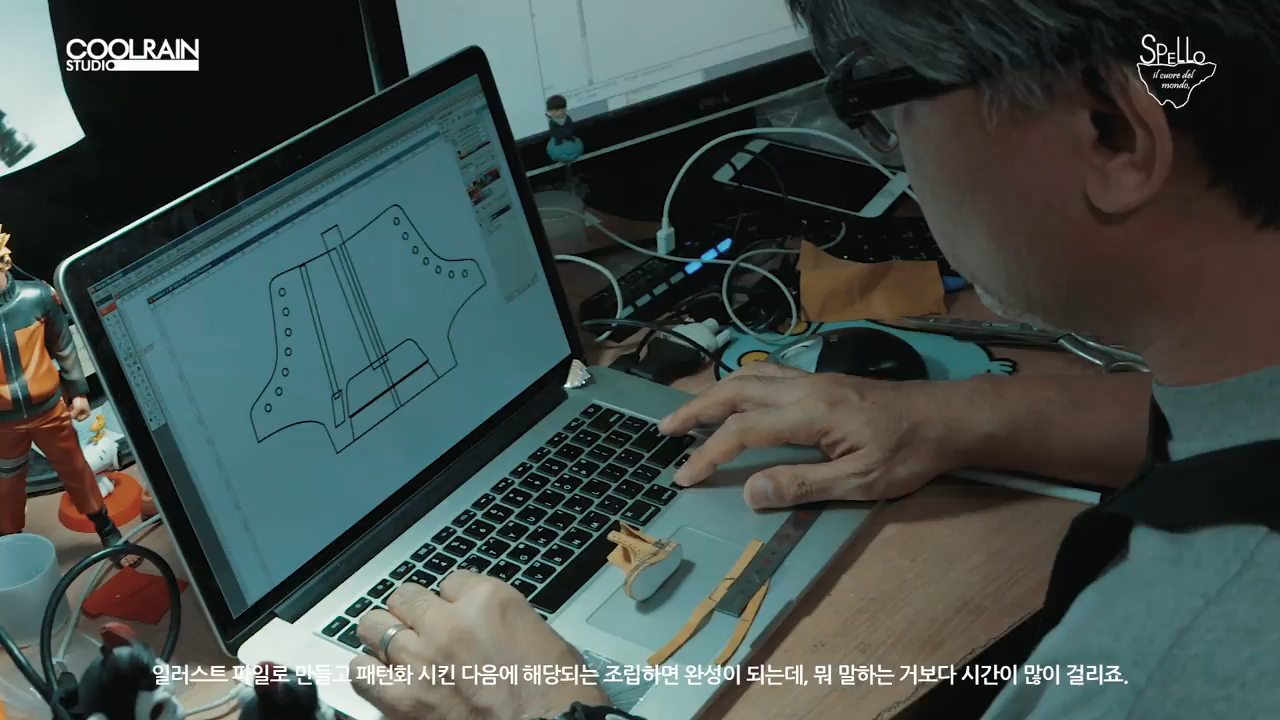 COOLRAIN
STUDIO
SPELLO
il cuore del
mondo,
일러스트 파일로 만들고 패턴화 시킨 다음에 해당되는 조립하면 완성이 되는데, 뭐 말하는 거보다 시간이 많이 걸리죠.